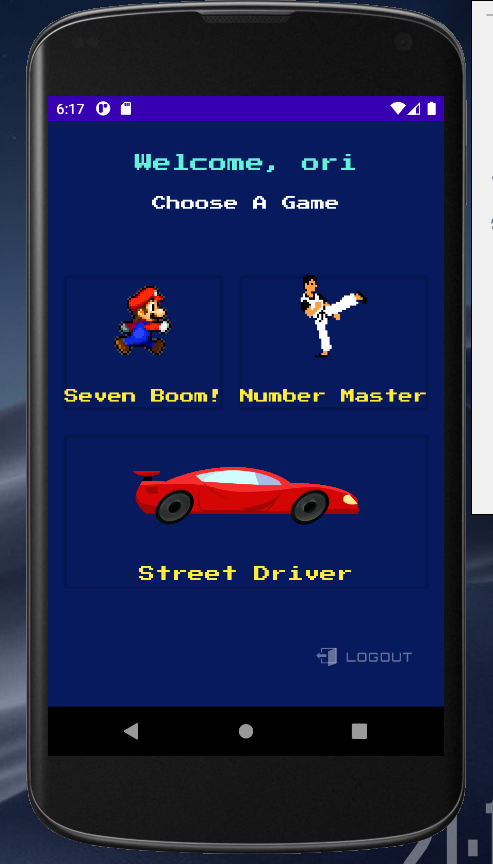 6:17
Welcome, ori
Choose A Game
Seven Boom!
Number Master
Street Driver
LOGOUT